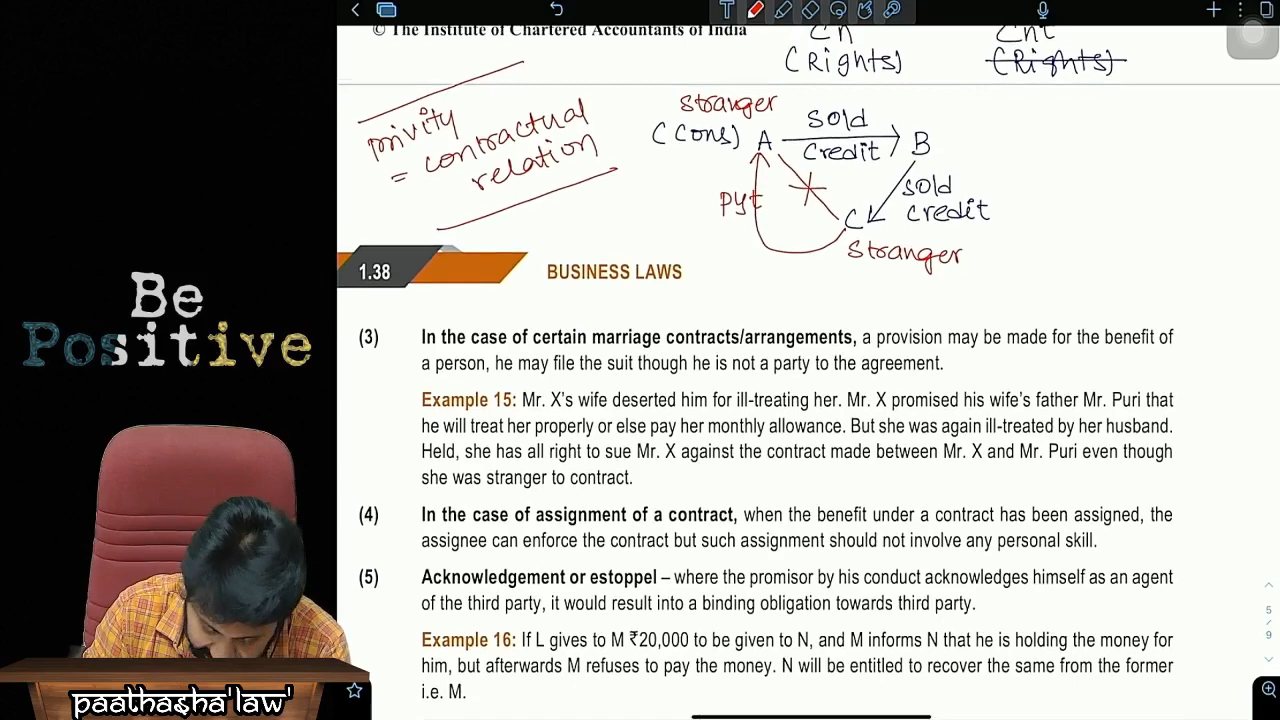 © The Institute of Chartered Accountants of India
Cn
(Rights)
Cnt
(Rights)
privity
= contractual
relation
stranger
(Cons) A
Sold
Credit
B
Sold
Credit
Pyt
C
Stranger
1.38
BUSINESS LAWS
(3) In the case of certain marriage contracts/arrangements, a provision may be made for the benefit of
a person, he may file the suit though he is not a party to the agreement.
Example 15: Mr. X's wife deserted him for ill-treating her. Mr. X promised his wife's father Mr. Puri that
he will treat her properly or else pay her monthly allowance. But she was again ill-treated by her husband.
Held, she has all right to sue Mr. X against the contract made between Mr. X and Mr. Puri even though
she was stranger to contract.
(4) In the case of assignment of a contract, when the benefit under a contract has been assigned, the
assignee can enforce the contract but such assignment should not involve any personal skill.
(5) Acknowledgement or estoppel – where the promisor by his conduct acknowledges himself as an agent
of the third party, it would result into a binding obligation towards third party.
Example 16: If L gives to M ₹20,000 to be given to N, and M informs N that he is holding the money for
him, but afterwards M refuses to pay the money. N will be entitled to recover the same from the former
i.e. M.
Be
Positive
paathasha'law'
5
/
9